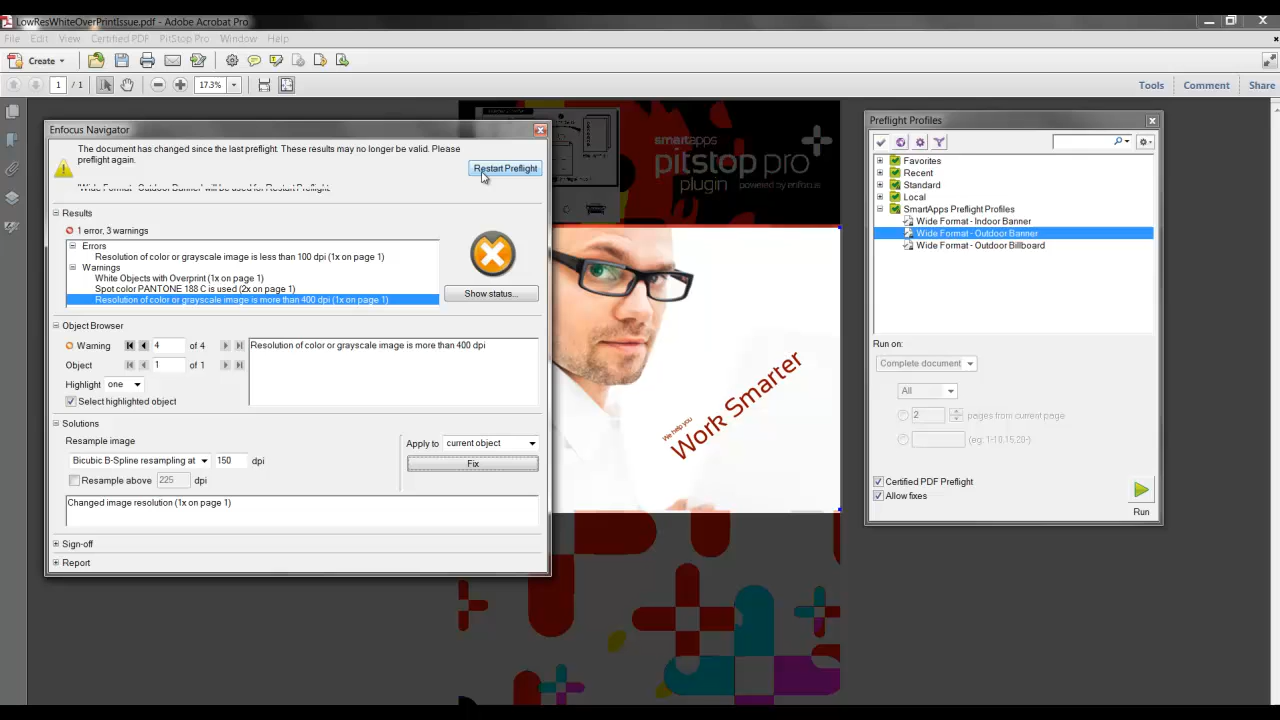 LowResWhiteOverPrintIssue.pdf - Adobe Acrobat Pro
File Edit View Certified PDF PitStop Pro Window Help
Create
1 / 1 17.3% Tools Comment Share
Enfocus Navigator
The document has changed since the last preflight. These results may no longer be valid. Please
preflight again.
Restart Preflight
'Wide Format - Outdoor Banner' will be used for Restart Preflight.
Results
1 error, 3 warnings
Errors
Resolution of color or grayscale image is less than 100 dpi (1x on page 1)
Warnings
White Objects with Overprint (1x on page 1)
Spot color PANTONE 188 C is used (2x on page 1)
Resolution of color or grayscale image is more than 400 dpi (1x on page 1)
Show status...
Object Browser
Warning 4 of 4
Object 1 of 1
Highlight one
Select highlighted object
Resolution of color or grayscale image is more than 400 dpi
Solutions
Resample image
Bicubic B-Spline resampling at 150 dpi
Resample above 225 dpi
Apply to current object
Fix
Changed image resolution (1x on page 1)
Sign-off
Report
smartapps
pitstop pro
plugin by enfocus
We help you
Work Smarter
Preflight Profiles
Favorites
Recent
Standard
Local
SmartApps Preflight Profiles
Wide Format - Indoor Banner
Wide Format - Outdoor Banner
Wide Format - Outdoor Billboard
Run on:
Complete document
All
2 pages from current page
(eg: 1-10,15,20-)
Certified PDF Preflight
Allow fixes
Run